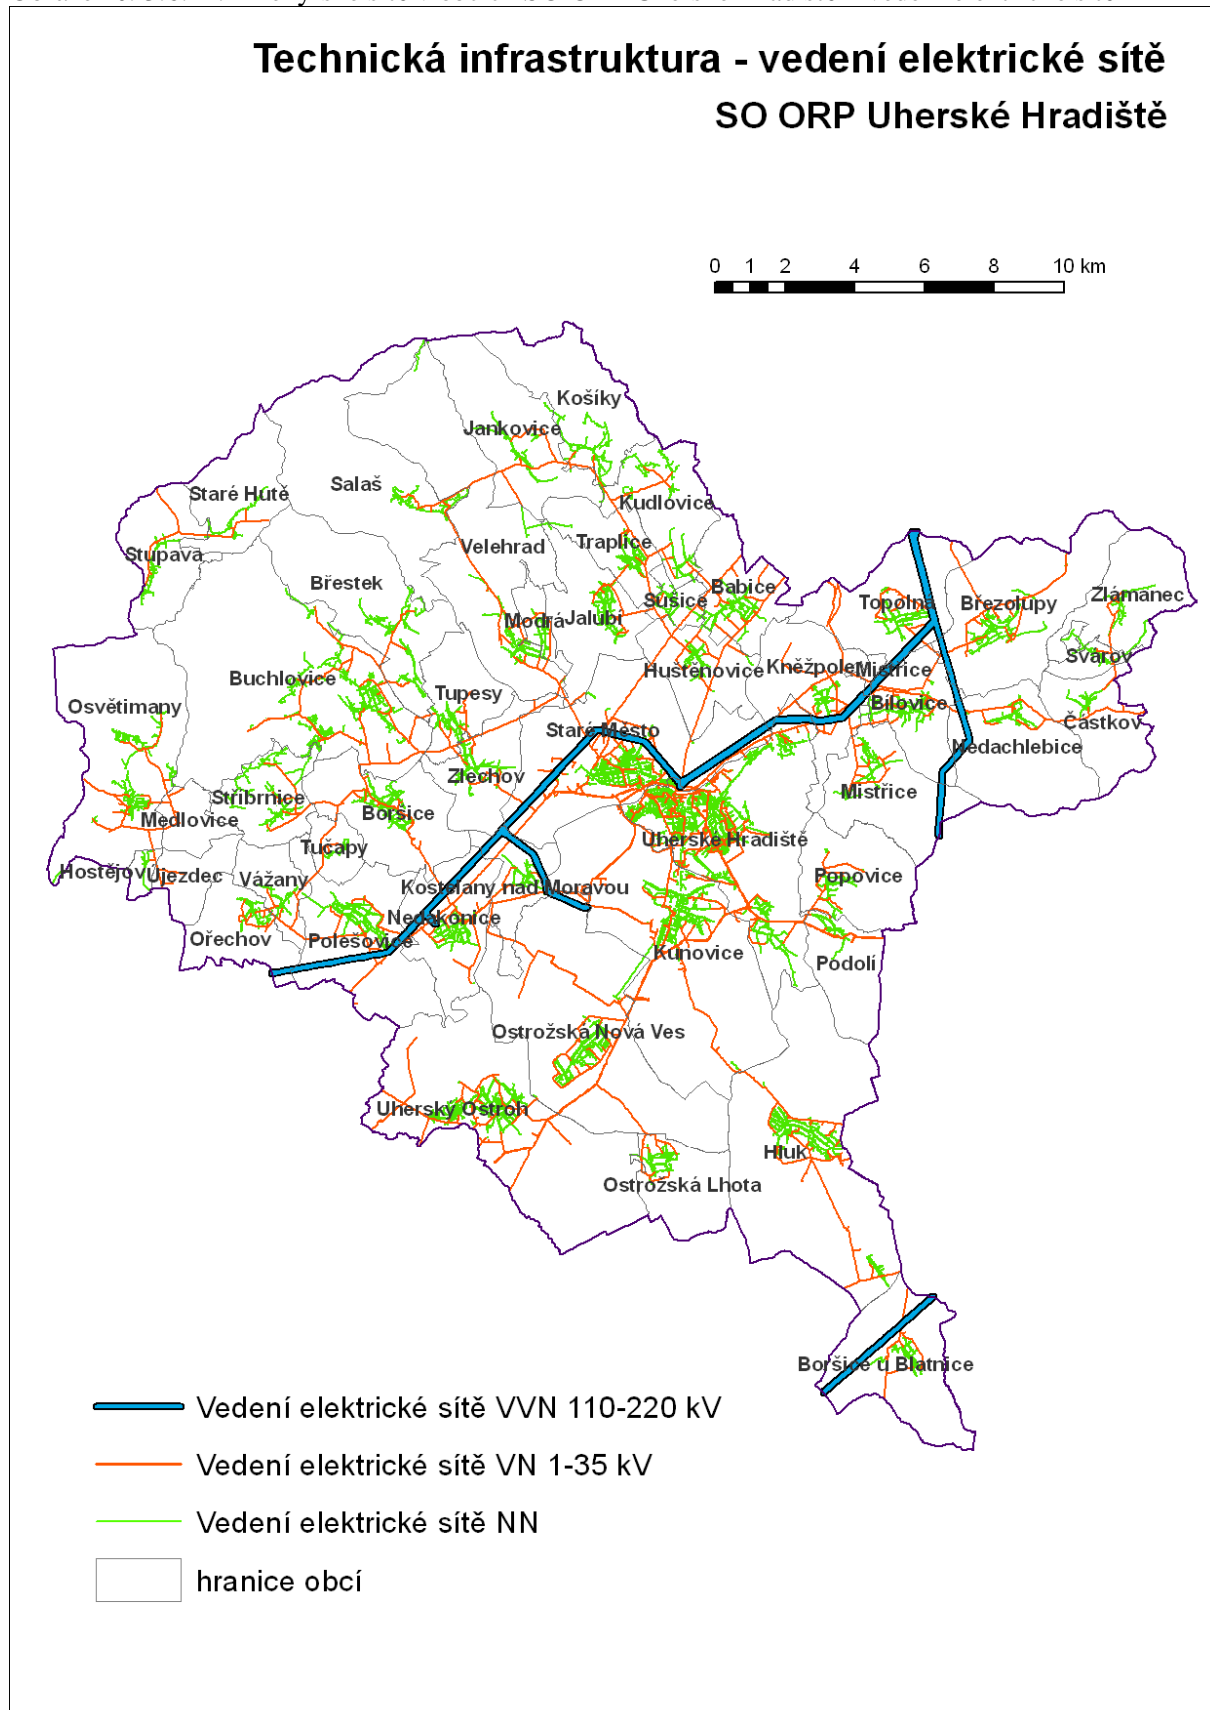 Technická infrastruktura - vedení elektrické sítě
SO ORP Uherské Hradiště
0 1 2 4 6 8 10 km
Košíky
Jankovice
Salaš
Staré Hutě
Kudlovice
Velehrad
Traplice
Stupava
Břestek
Babice
Sušice
Zlámanec
Topolná
Březolupy
Modrá
Jalubí
Svárov
Huštěnovice
Kněžpole
Mistřice
Buchlovice
Tupesy
Osvětimany
Bílovice
Částkov
Staré Město
Nedachlebice
Zlechov
Stříbrnice
Mistřice
Boršice
Medlovice
Tučapy
Uherské Hradiště
Hostějov
Újezdec
Vážany
Popovice
Kostelany nad Moravou
Nedakonice
Ořechov
Polešovice
Kunovice
Podolí
Ostrožská Nová Ves
Uherský Ostroh
Hluk
Ostrožská Lhota
Boršice u Blatnice
Vedení elektrické sítě VVN 110-220 kV
Vedení elektrické sítě VN 1-35 kV
Vedení elektrické sítě NN
hranice obcí